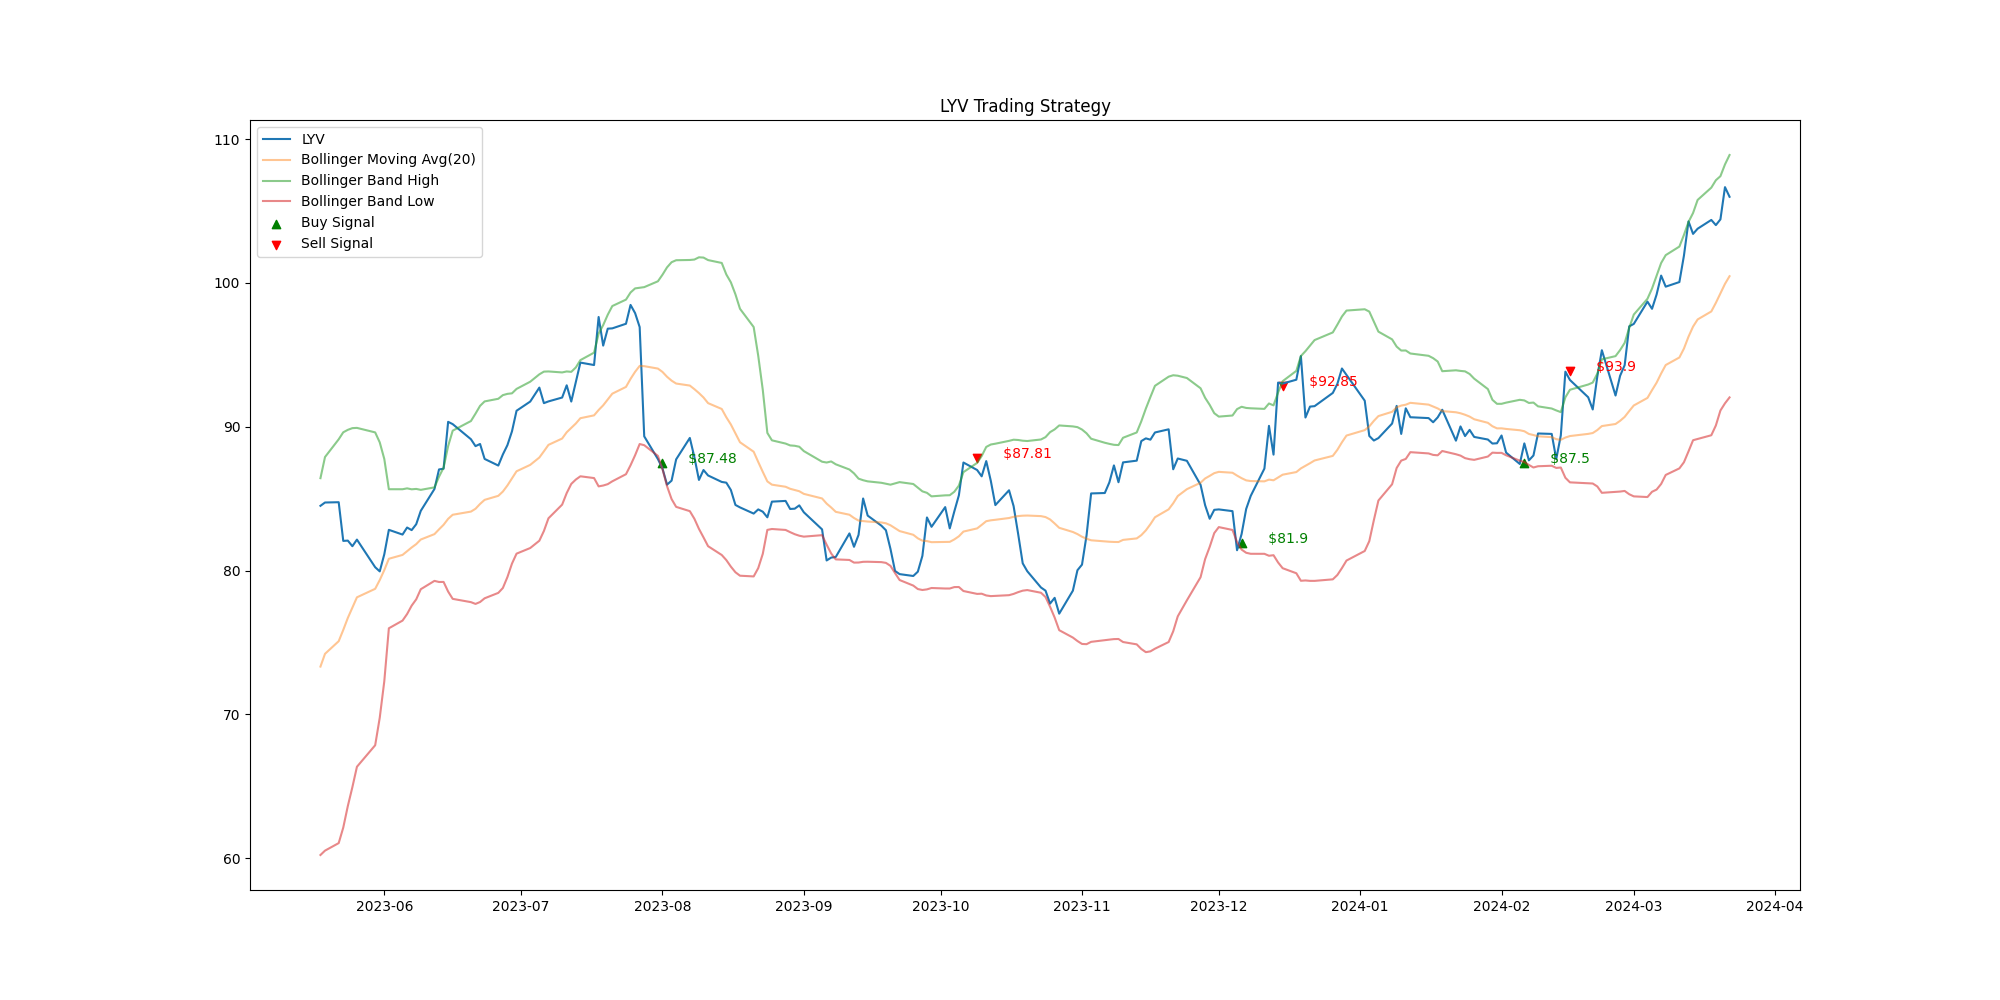 LYV Trading Strategy
LYV
Bollinger Moving Avg(20)
Bollinger Band High
Bollinger Band Low
Buy Signal
Sell Signal
110
100
90
80
70
60
$87.48
$87.81
$81.9
$92.85
$87.5
$93.9
2023-06 2023-07 2023-08 2023-09 2023-10 2023-11 2023-12 2024-01 2024-02 2024-03 2024-04